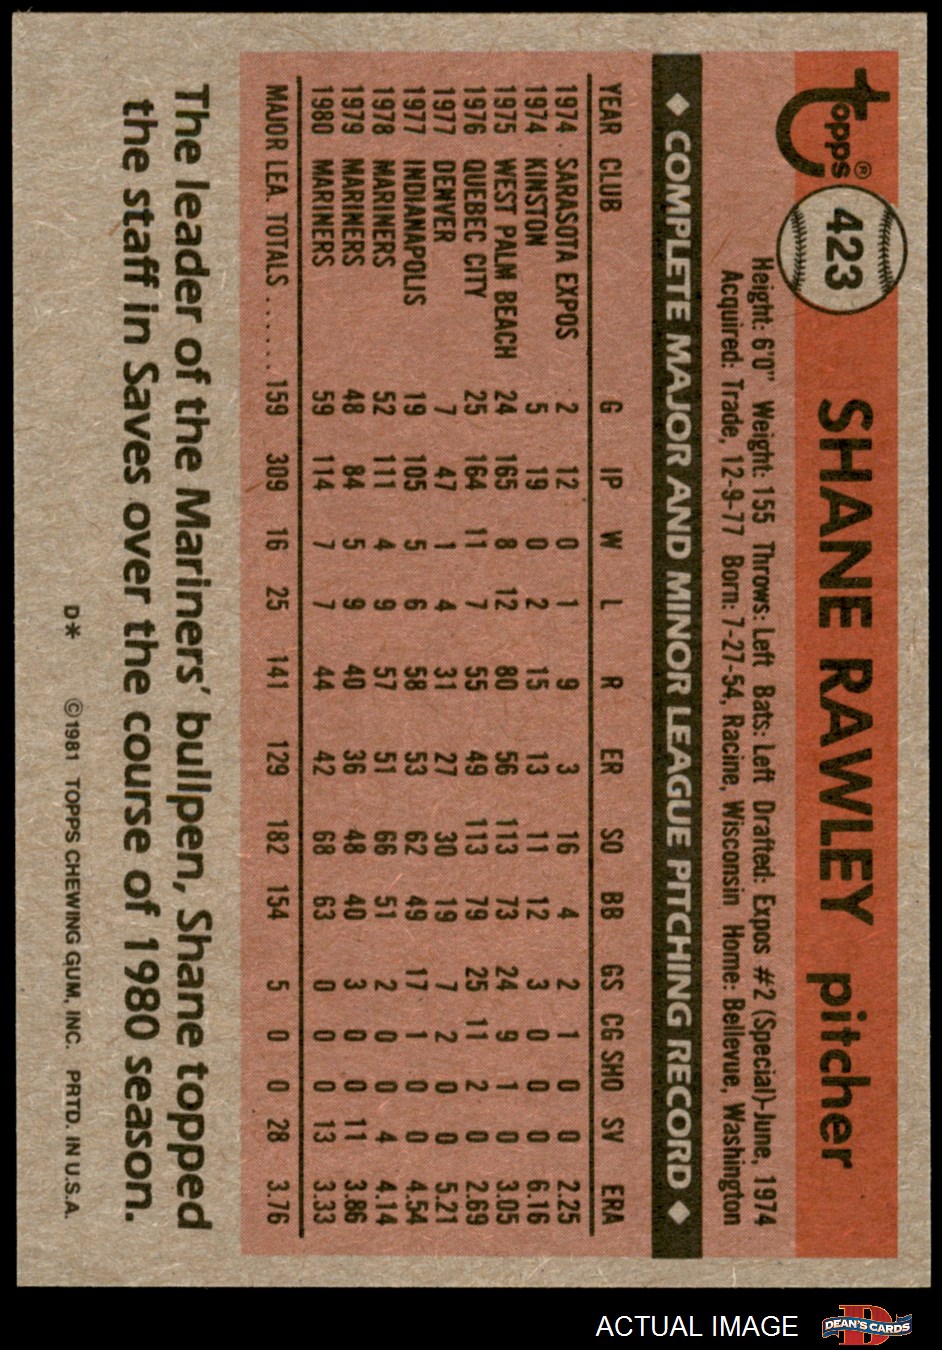 Topps®
423
SHANE RAWLEY pitcher
Height: 6'0" Weight: 155 Throws: Left Bats: Left Drafted: Expos #2 (Special)-June, 1974
Acquired: Trade, 12-9-77 Born: 7-27-54, Racine, Wisconsin Home: Bellevue, Washington
◆ COMPLETE MAJOR AND MINOR LEAGUE PITCHING RECORD ◆
YEAR CLUB G IP W L R ER SO BB GS CG SHO SV ERA
1974 SARASOTA EXPOS 2 12 0 1 9 3 16 4 2 1 0 0 2.25
1974 KINSTON 5 19 0 2 15 13 11 12 3 0 0 0 6.16
1975 WEST PALM BEACH 24 165 8 12 80 56 113 73 24 9 1 0 3.05
1976 QUEBEC CITY 25 164 11 7 55 49 113 79 25 11 2 0 2.69
1977 DENVER 7 47 1 4 31 27 30 19 7 2 0 0 5.21
1977 INDIANAPOLIS 19 105 5 6 58 53 62 49 17 1 0 0 4.54
1978 MARINERS 52 111 4 9 57 51 66 51 2 0 0 4 4.14
1979 MARINERS 48 84 5 9 40 36 48 40 3 0 0 11 3.86
1980 MARINERS 59 114 7 7 44 42 68 63 0 0 0 13 3.33
MAJOR LEA. TOTALS ...... 159 309 16 25 141 129 182 154 5 0 0 28 3.76
The leader of the Mariners' bullpen, Shane topped
the staff in Saves over the course of 1980 season.
D* ©1981 TOPPS CHEWING GUM, INC. PRTD. IN U.S.A.
ACTUAL IMAGE
DEAN'S CARDS